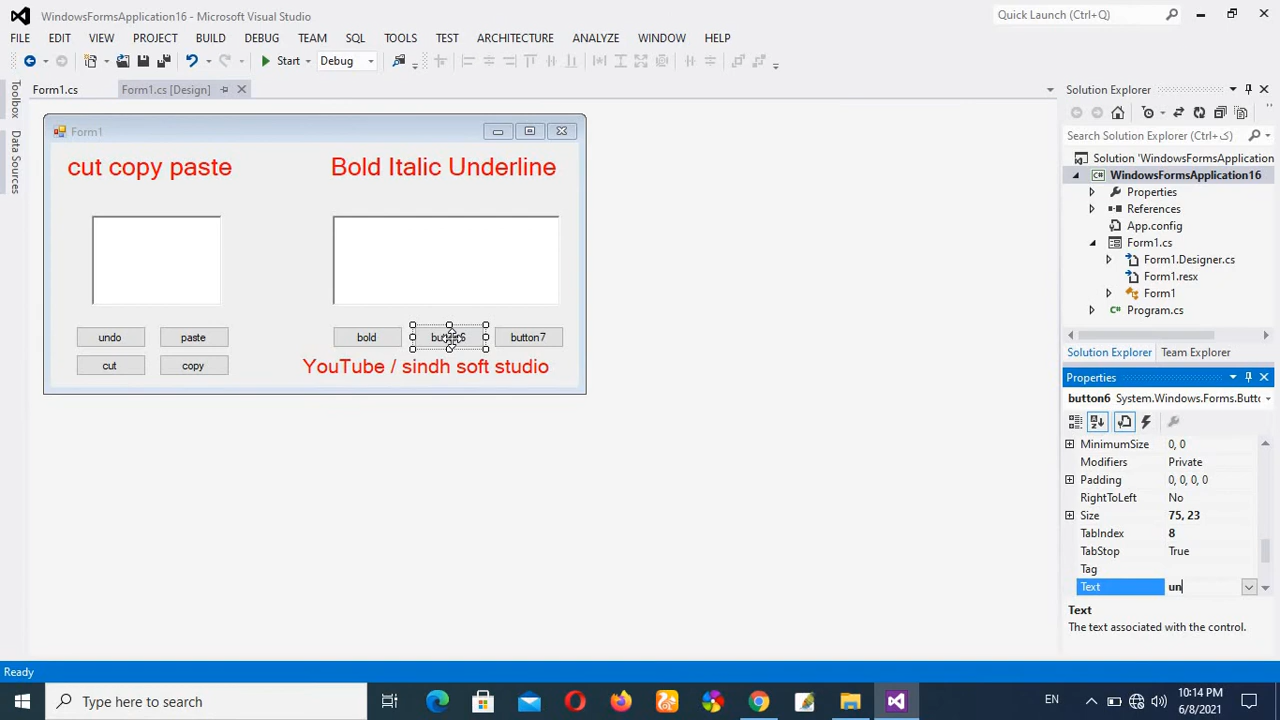 WindowsFormsApplication16 - Microsoft Visual Studio
Quick Launch (Ctrl+Q)
FILE EDIT VIEW PROJECT BUILD DEBUG TEAM SQL TOOLS TEST ARCHITECTURE ANALYZE WINDOW HELP
Start Debug
Form1.cs Form1.cs [Design]
Toolbox
Data Sources
Form1
cut copy paste Bold Italic Underline
undo paste bold button7
cut copy YouTube / sindh soft studio
Solution Explorer
Search Solution Explorer (Ctrl+ک)
Solution 'WindowsFormsApplication
WindowsFormsApplication16
Properties
References
App.config
Form1.cs
Form1.Designer.cs
Form1.resx
Form1
Program.cs
Solution Explorer Team Explorer
Properties
button6 System.Windows.Forms.Butto
MinimumSize 0, 0
Modifiers Private
Padding 0, 0, 0, 0
RightToLeft No
Size 75, 23
TabIndex 8
TabStop True
Tag
Text un
Text
The text associated with the control.
Ready
Type here to search
EN
10:14 PM
6/8/2021